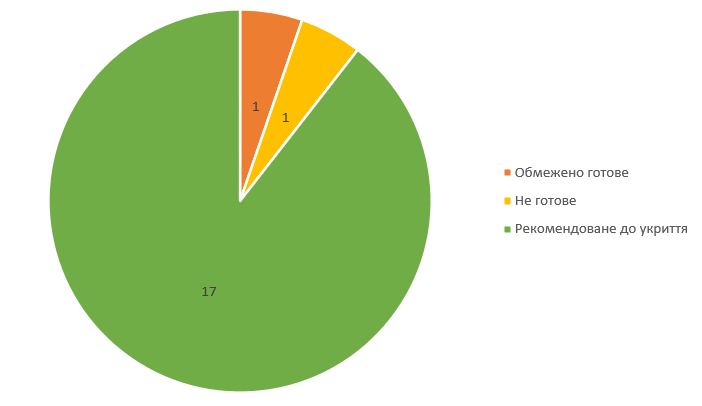 1
1
17
Обмежено готове
Не готове
Рекомендоване до укриття